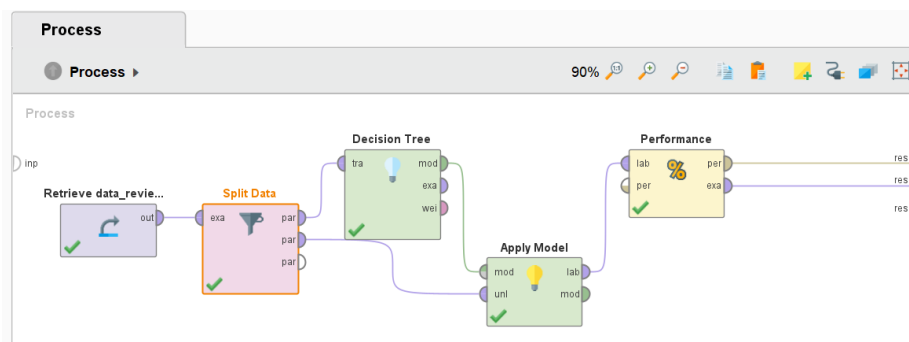 Process
Process
90%
Process
inp
Retrieve data_revie...
out
Split Data
exa
par
par
par
Decision Tree
tra
mod
exa
wei
Apply Model
mod
lab
unl
mod
Performance
lab
per
%
per
exa
res
res
res